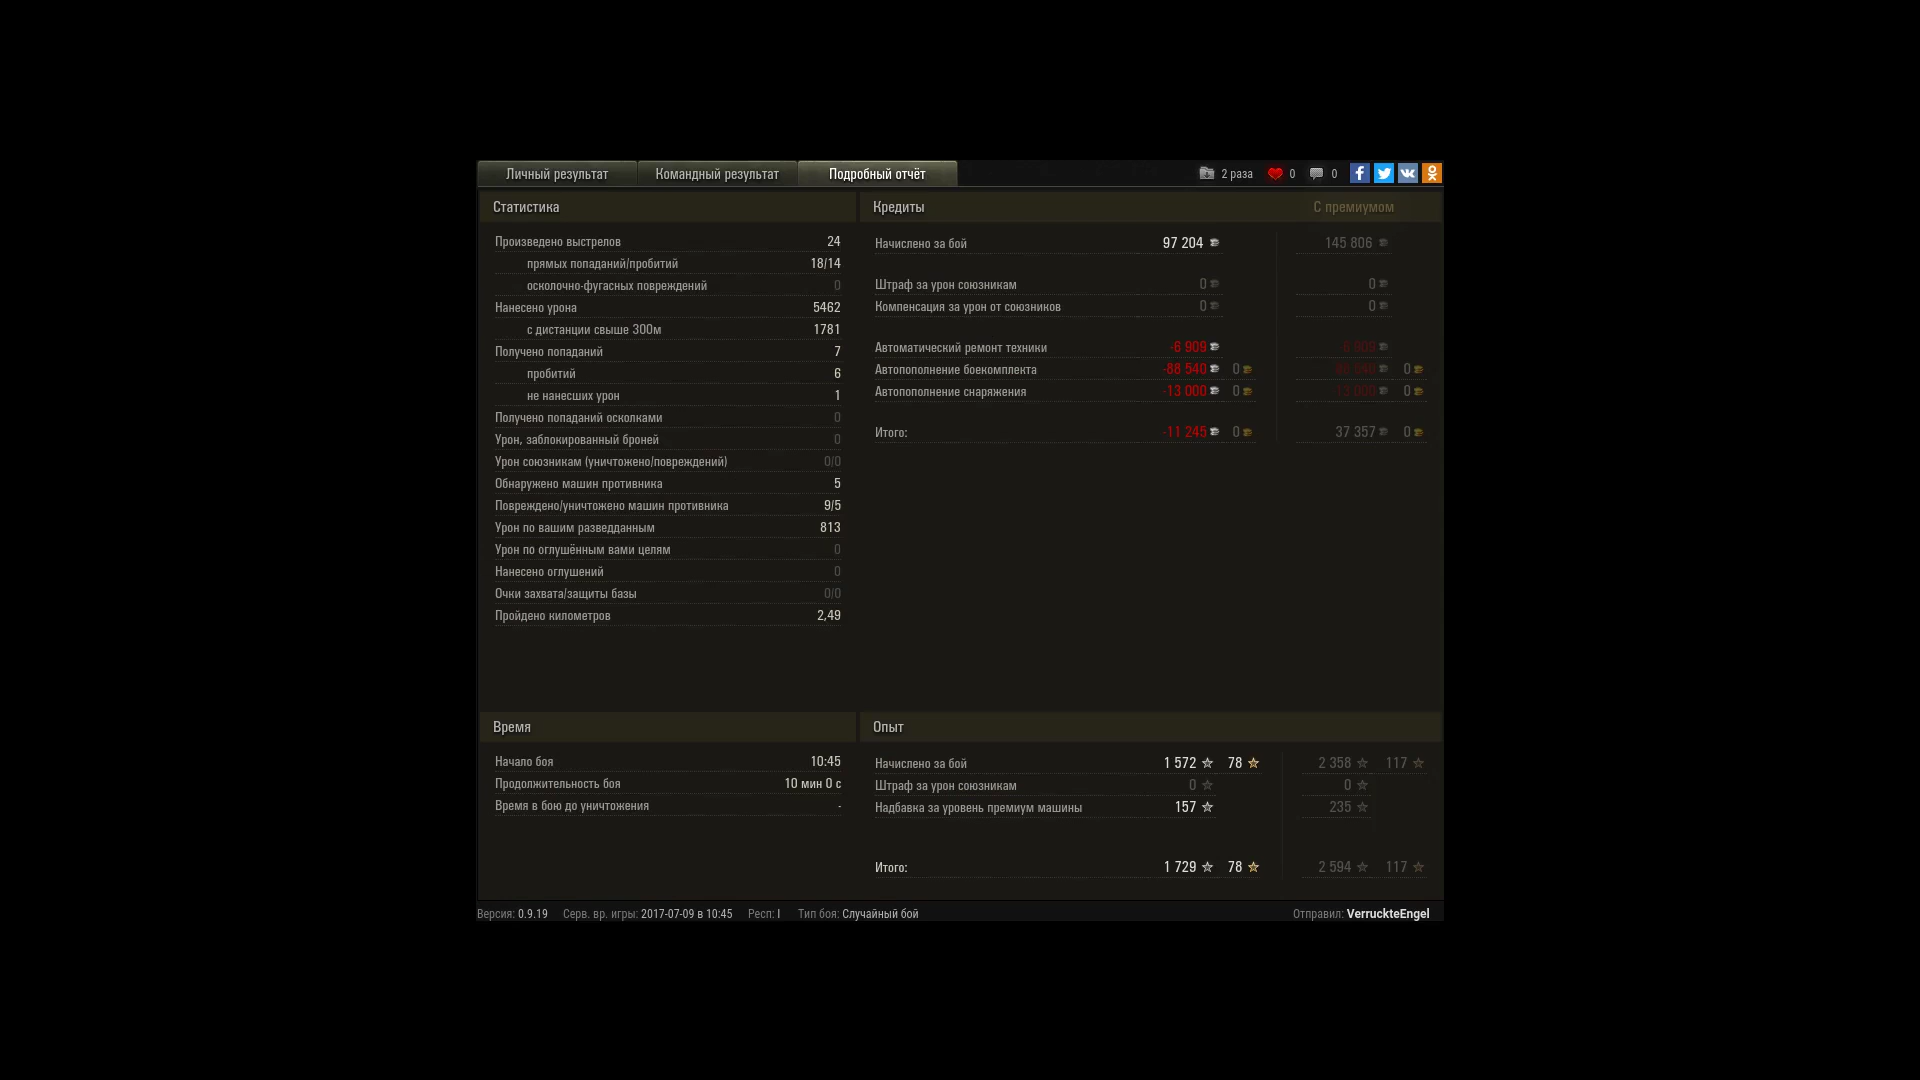 Личный результат Командный результат Подробный отчёт 2 раза 0 0
Статистика
Произведено выстрелов 24
прямых попаданий/пробитий 18/14
осколочно-фугасных повреждений 0
Нанесено урона 5462
с дистанции свыше 300м 1781
Получено попаданий 7
пробитий 6
не нанесших урон 1
Получено попаданий осколками 0
Урон, заблокированный броней 0
Урон союзникам (уничтожено/повреждений) 0/0
Обнаружено машин противника 5
Повреждено/уничтожено машин противника 9/5
Урон по вашим разведданным 813
Урон по оглушённым вами целям 0
Нанесено оглушений 0
Очки захвата/защиты базы 0/0
Пройдено километров 2,49
Кредиты С премиумом
Начислено за бой 97 204 145 806
Штраф за урон союзникам 0 0
Компенсация за урон от союзников 0 0
Автоматический ремонт техники -6 909 -6 909
Автопополнение боекомплекта -88 540 0 -88 540 0
Автопополнение снаряжения -13 000 0 -13 000 0
Итого: -11 245 0 37 357 0
Время
Начало боя 10:45
Продолжительность боя 10 мин 0 с
Время в бою до уничтожения -
Опыт
Начислено за бой 1 572 78 2 358 117
Штраф за урон союзникам 0 0
Надбавка за уровень премиум машины 157 235
Итого: 1 729 78 2 594 117
Версия: 0.9.19 Серв. вр. игры: 2017-07-09 в 10:45 Респ: I Тип боя: Случайный бой Отправил: VerruckteEngel